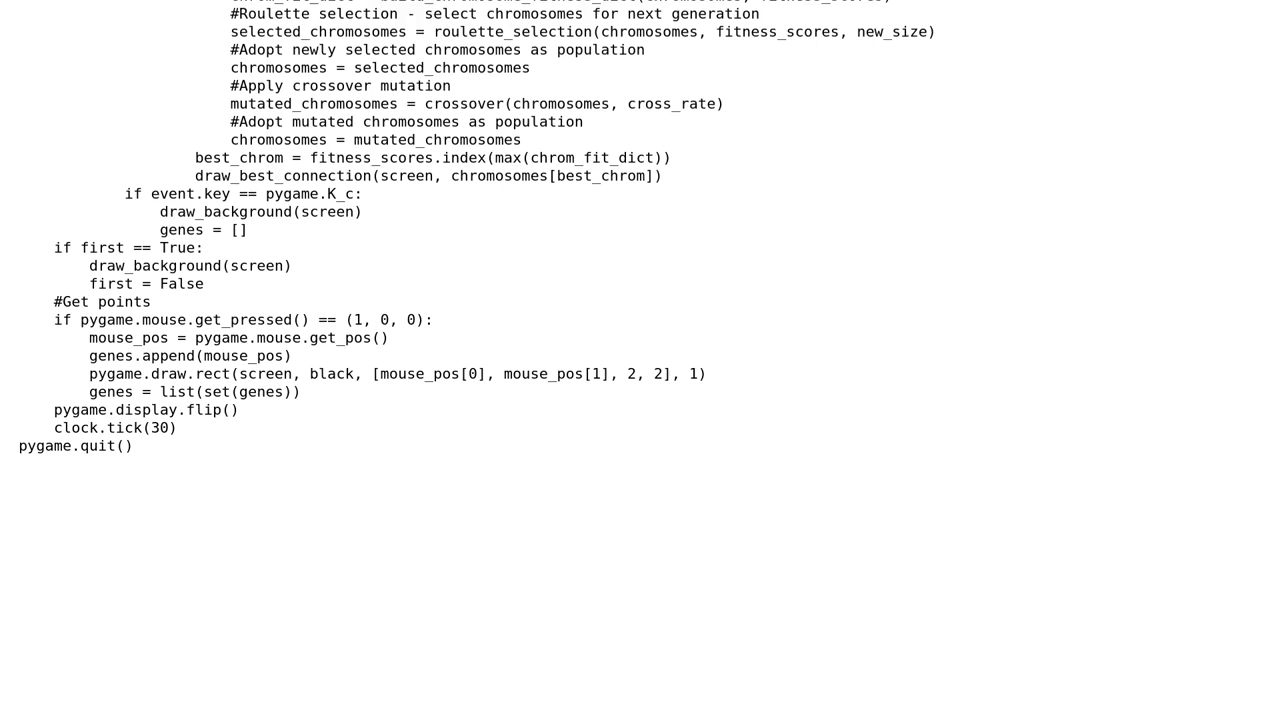 #Roulette selection - select chromosomes for next generation
selected_chromosomes = roulette_selection(chromosomes, fitness_scores, new_size)
#Adopt newly selected chromosomes as population
chromosomes = selected_chromosomes
#Apply crossover mutation
mutated_chromosomes = crossover(chromosomes, cross_rate)
#Adopt mutated chromosomes as population
chromosomes = mutated_chromosomes
best_chrom = fitness_scores.index(max(chrom_fit_dict))
draw_best_connection(screen, chromosomes[best_chrom])
if event.key == pygame.K_c:
draw_background(screen)
genes = []
if first == True:
draw_background(screen)
first = False
#Get points
if pygame.mouse.get_pressed() == (1, 0, 0):
mouse_pos = pygame.mouse.get_pos()
genes.append(mouse_pos)
pygame.draw.rect(screen, black, [mouse_pos[0], mouse_pos[1], 2, 2], 1)
genes = list(set(genes))
pygame.display.flip()
clock.tick(30)
pygame.quit()